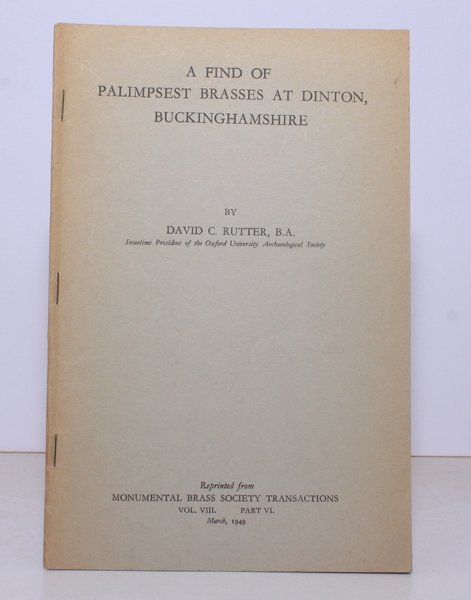 A FIND OF
PALIMPSEST BRASSES AT DINTON,
BUCKINGHAMSHIRE
BY
DAVID C. RUTTER, B.A.
Sometime President of the Oxford University Archæological Society
Reprinted from
MONUMENTAL BRASS SOCIETY TRANSACTIONS
VOL. VIII. PART VI.
March, 1949